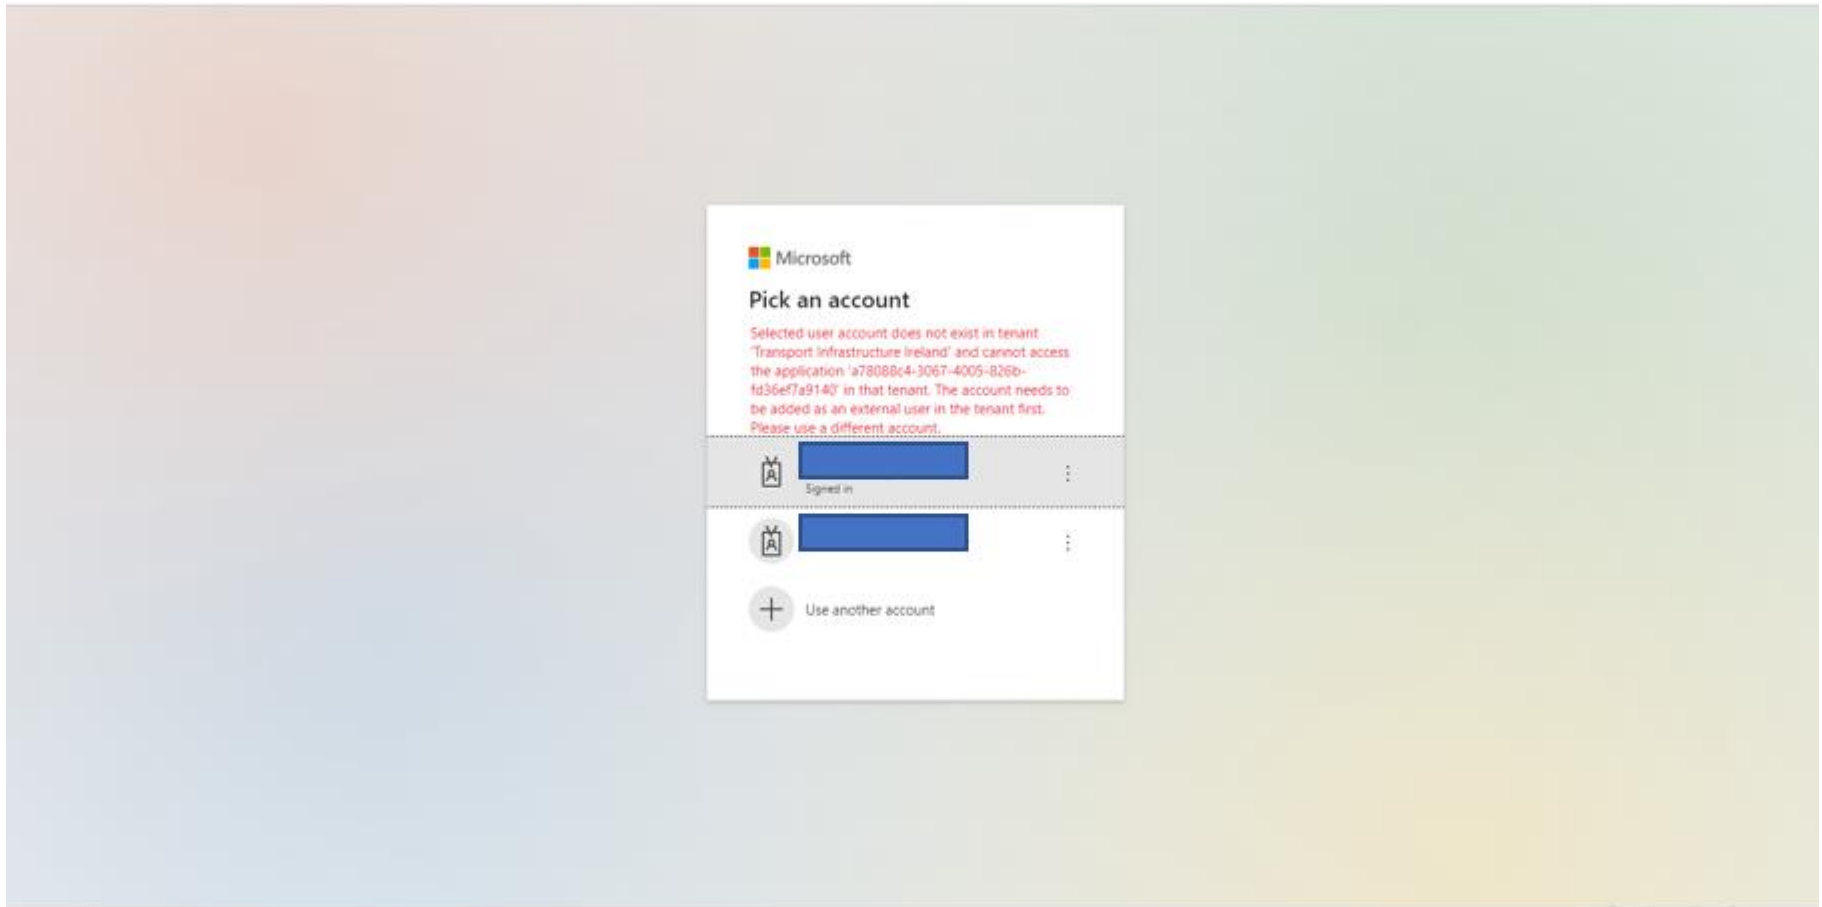 Microsoft
Pick an account
Selected user account does not exist in tenant
'Transport Infrastructure Ireland' and cannot access
the application 'a78088c4-3067-4005-826b-
fd36ef7a9140' in that tenant. The account needs to
be added as an external user in the tenant first.
Please use a different account.
Signed in
Use another account